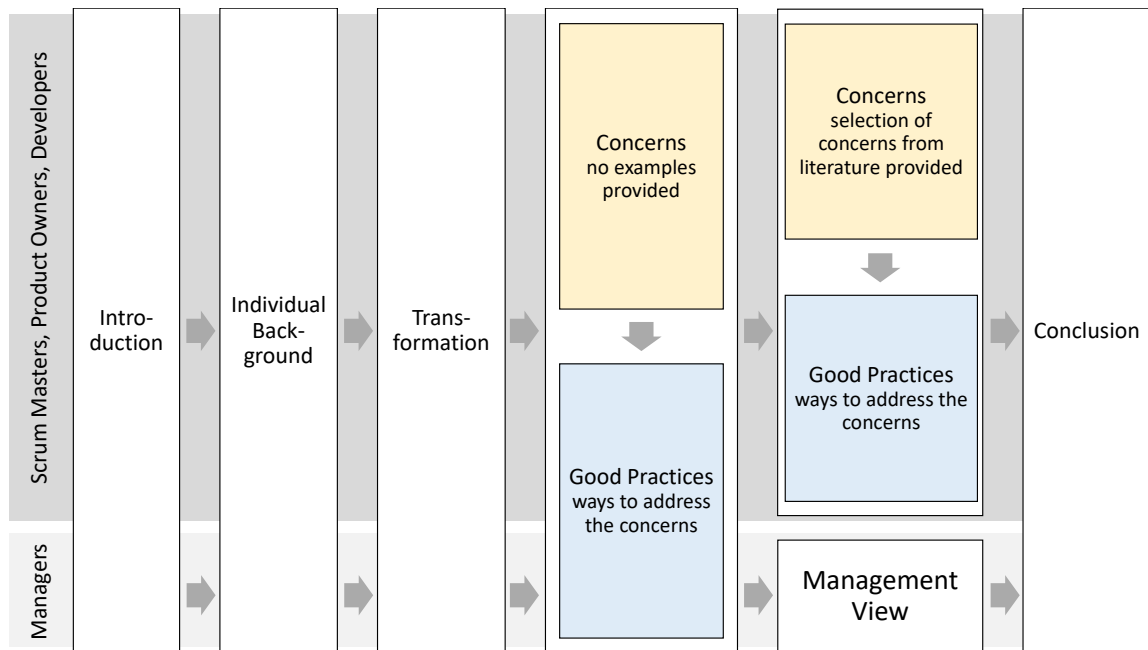 Scrum Masters, Product Owners, Developers
Managers
Intro-
duction
Individual
Back-
ground
Trans-
formation
Concerns
no examples
provided
Good Practices
ways to address
the concerns
Concerns
selection of
concerns from
literature provided
Good Practices
ways to address the
concerns
Management
View
Conclusion